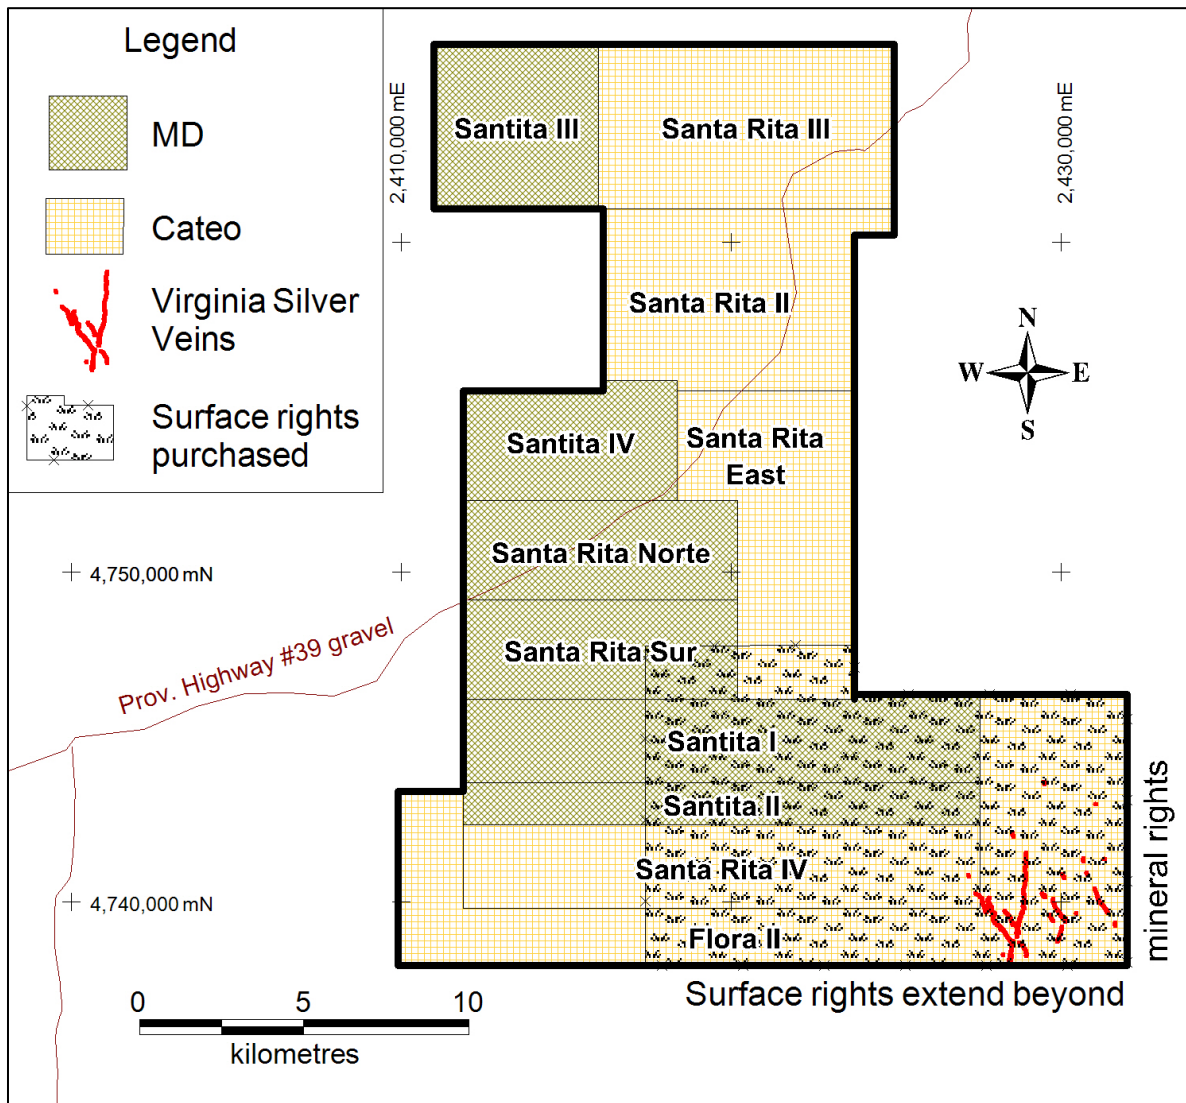 Legend
MD
Cateo
Virginia Silver
Veins
Surface rights
purchased
2,410,000 mE
2,430,000 mE
Santita III
Santa Rita III
Santa Rita II
N
W
E
S
Santita IV
Santa Rita
East
Santa Rita Norte
4,750,000 mN
Prov. Highway #39 gravel
Santa Rita Sur
Santita I
Santita II
Santa Rita IV
4,740,000 mN
Flora II
mineral rights
Surface rights extend beyond
0 5 10
kilometres